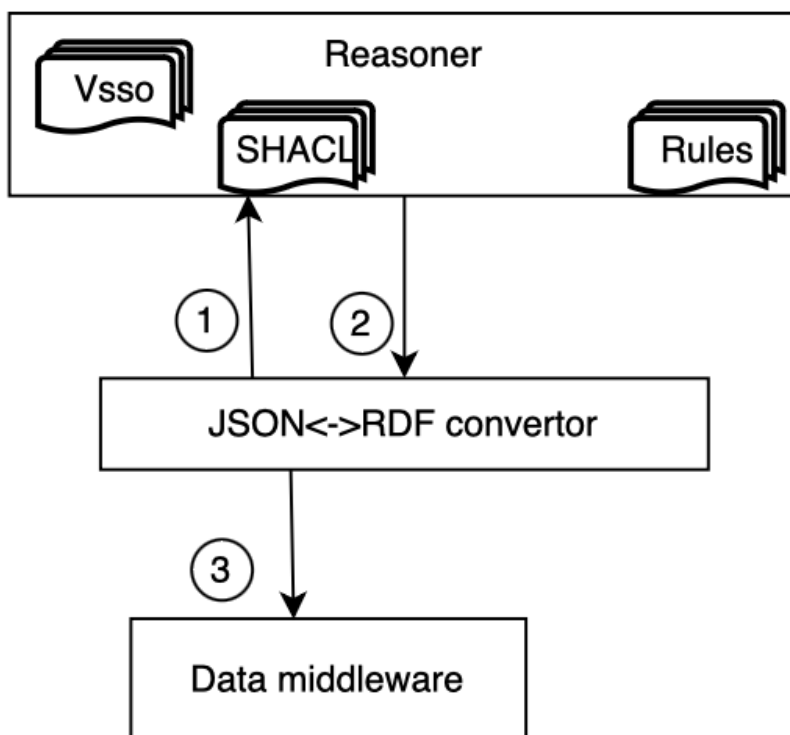 Reasoner
Vsso
SHACL
Rules
1
2
JSON<->RDF convertor
3
Data middleware